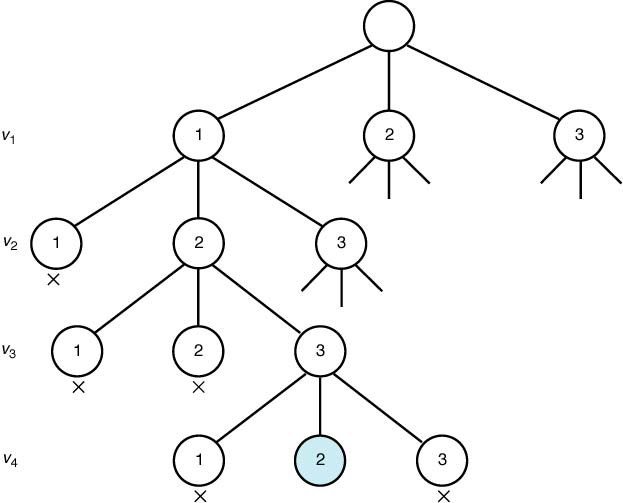 v1 1 2 3
v2 1 2 3
×
v3 1 2 3
× ×
v4 1 2 3
× ×